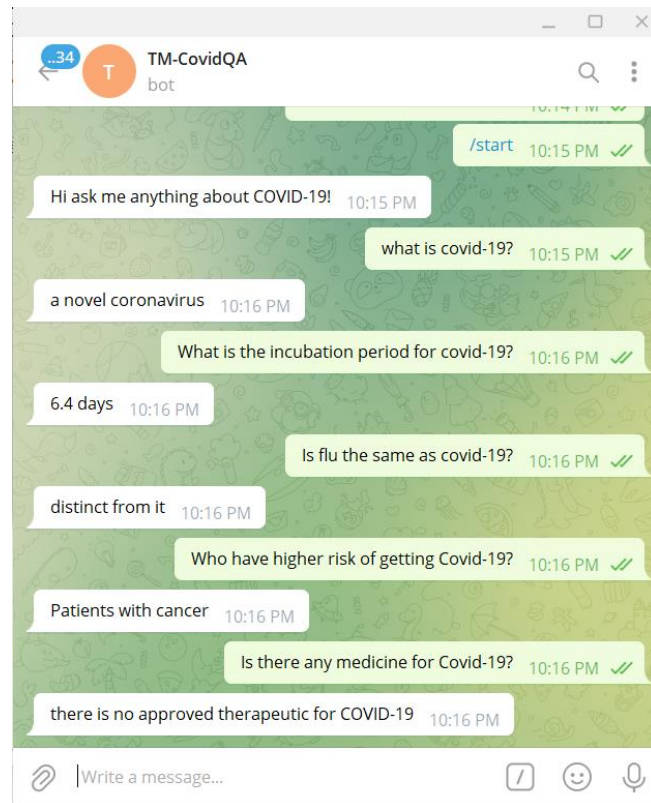 ..34
T
TM-CovidQA
bot
10:14 PM
/start 10:15 PM
Hi ask me anything about COVID-19! 10:15 PM
what is covid-19? 10:15 PM
a novel coronavirus 10:16 PM
What is the incubation period for covid-19? 10:16 PM
6.4 days 10:16 PM
Is flu the same as covid-19? 10:16 PM
distinct from it 10:16 PM
Who have higher risk of getting Covid-19? 10:16 PM
Patients with cancer 10:16 PM
Is there any medicine for Covid-19? 10:16 PM
there is no approved therapeutic for COVID-19 10:16 PM
Write a message...